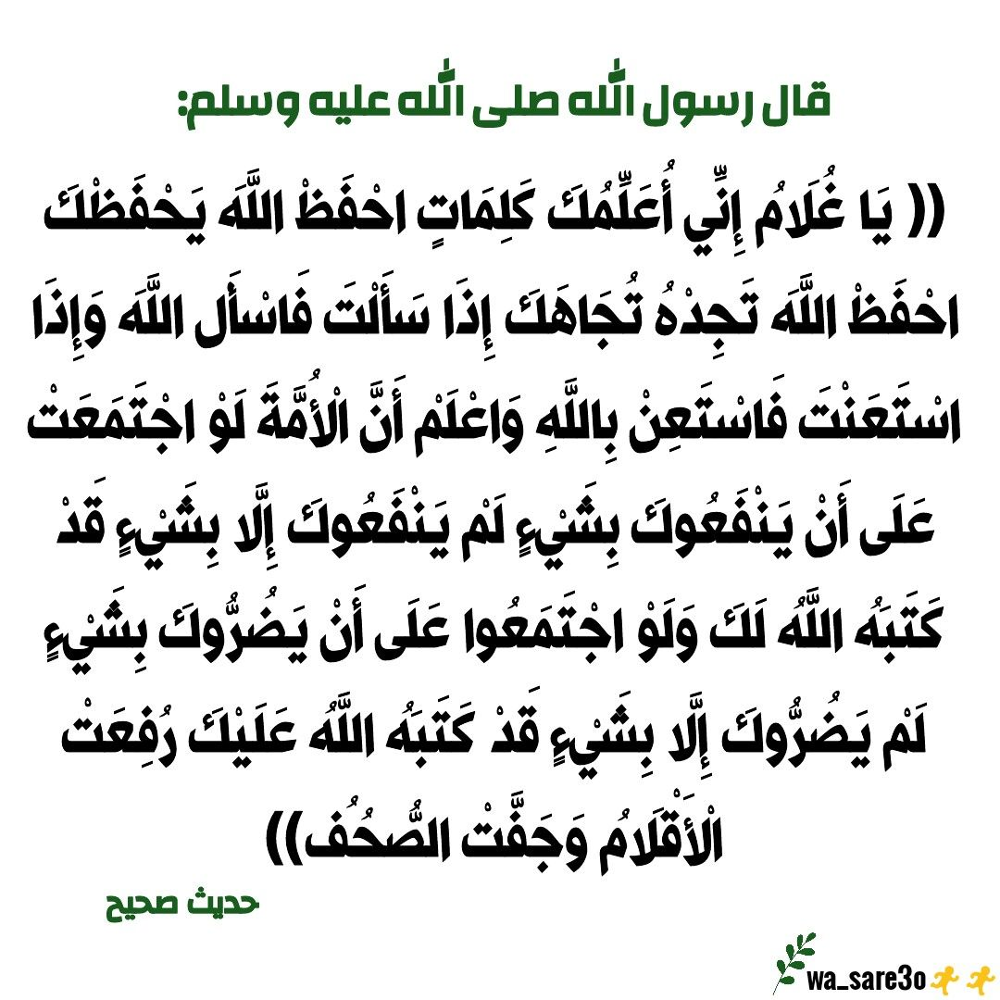 قال رسول الله صلى الله عليه وسلم:
(( يَا غُلَامُ إِنِّي أُعَلِّمُكَ كَلِمَاتٍ احْفَظْ اللَّهَ يَحْفَظْكَ
احْفَظْ اللَّهَ تَجِدْهُ تُجَاهَكَ إِذَا سَأَلْتَ فَاسْأَل اللَّهَ وَإِذَا
اسْتَعَنْتَ فَاسْتَعِنْ بِاللَّهِ وَاعْلَمْ أَنَّ الْأُمَّةَ لَوْ اجْتَمَعَتْ
عَلَى أَنْ يَنْفَعُوكَ بِشَيْءٍ لَمْ يَنْفَعُوكَ إِلَّا بِشَيْءٍ قَدْ
كَتَبَهُ اللَّهُ لَكَ وَلَوْ اجْتَمَعُوا عَلَى أَنْ يَضُرُّوكَ بِشَيْءٍ
لَمْ يَضُرُّوكَ إِلَّا بِشَيْءٍ قَدْ كَتَبَهُ اللَّهُ عَلَيْكَ رُفِعَتْ
الْأَقْلَامُ وَجَفَّتْ الصُّحُف))
حديث صحيح
wa_sare3o